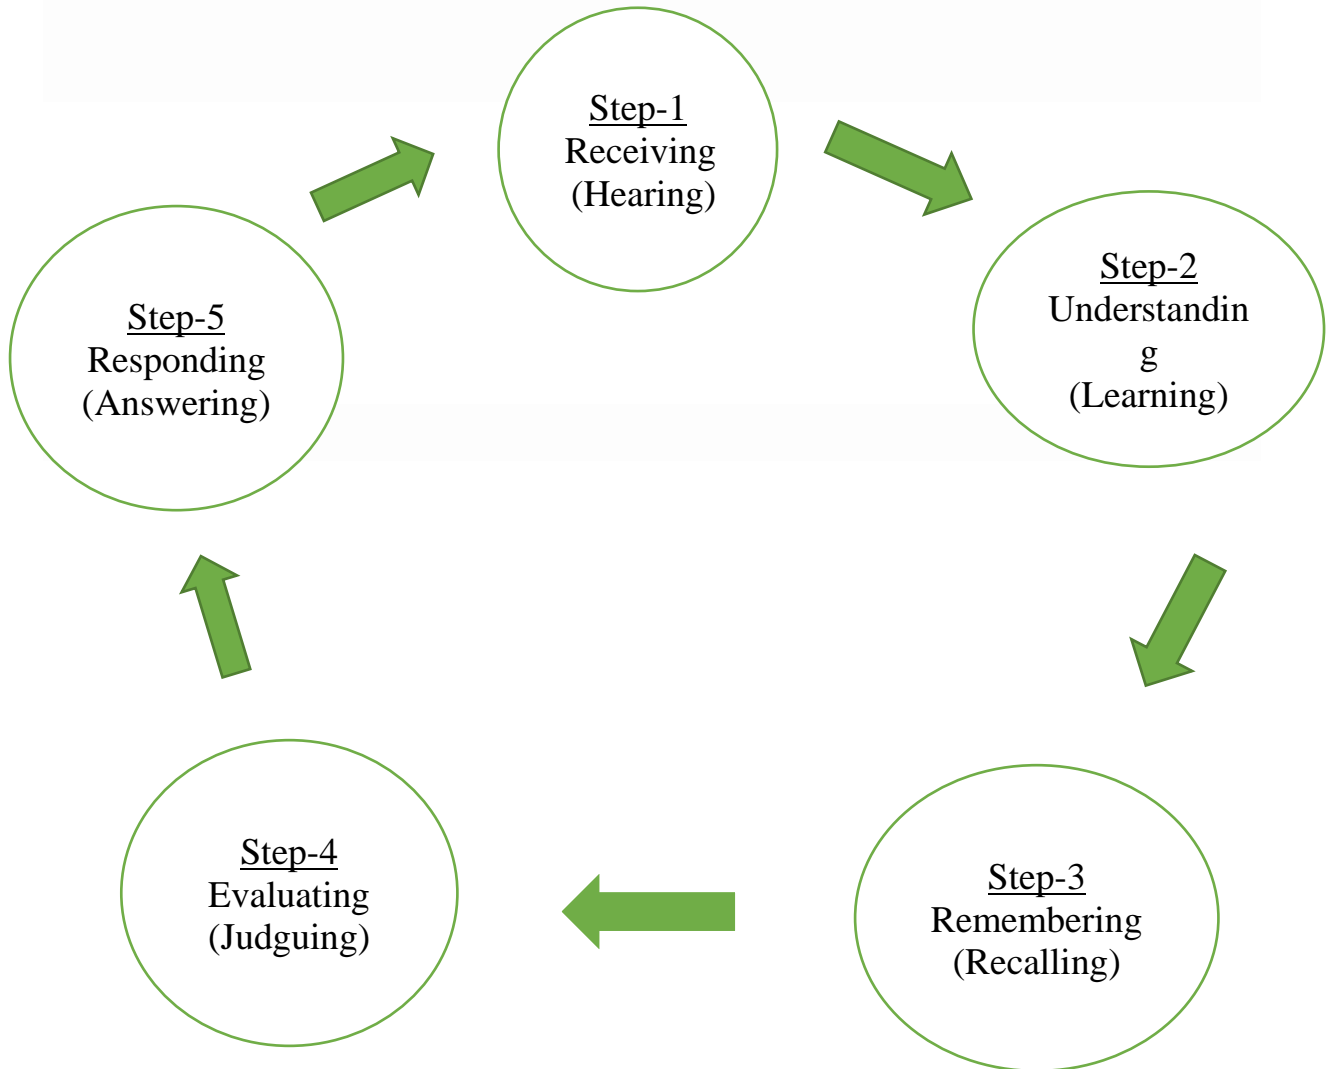 Step-1
Receiving
(Hearing)
Step-2
Understandin
g
(Learning)
Step-3
Remembering
(Recalling)
Step-4
Evaluating
(Judguing)
Step-5
Responding
(Answering)